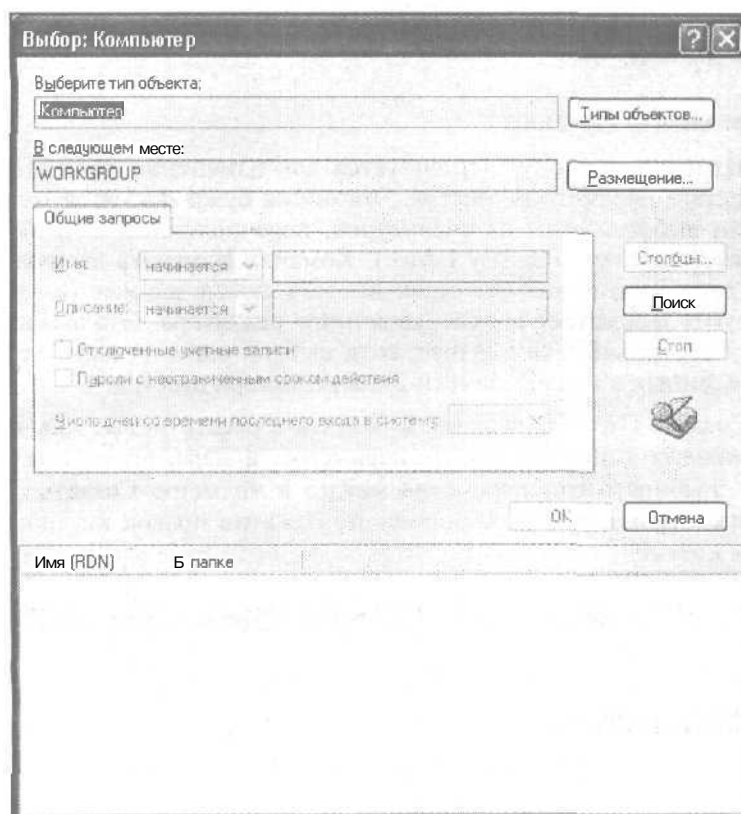 Выбор: Компьютер
Выберите тип объекта:
Компьютер
Типы объектов...
В следующем месте:
WORKGROUP
Размещение...
Общие запросы
Имя: начинается
Столбцы...
Описание: начинается
Поиск
Отключенные учетные записи
Стоп
Пароли с неограниченным сроком действия
Число дней со времени последнего входа в систему:
OK
Отмена
Имя (RDN) Б папке